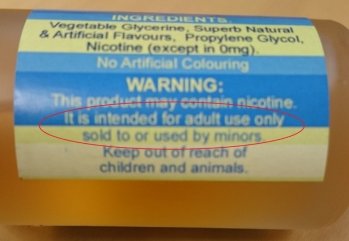 INGREDIENTS.
Vegetable Glycerine, Superb Natural
& Artificial Flavours, Propylene Glycol,
Nicotine (except in 0mg).
No Artificial Colouring
WARNING:
This product may contain nicotine.
It is intended for adult use only
sold to or used by minors.
Keep out of reach of
children and animals.